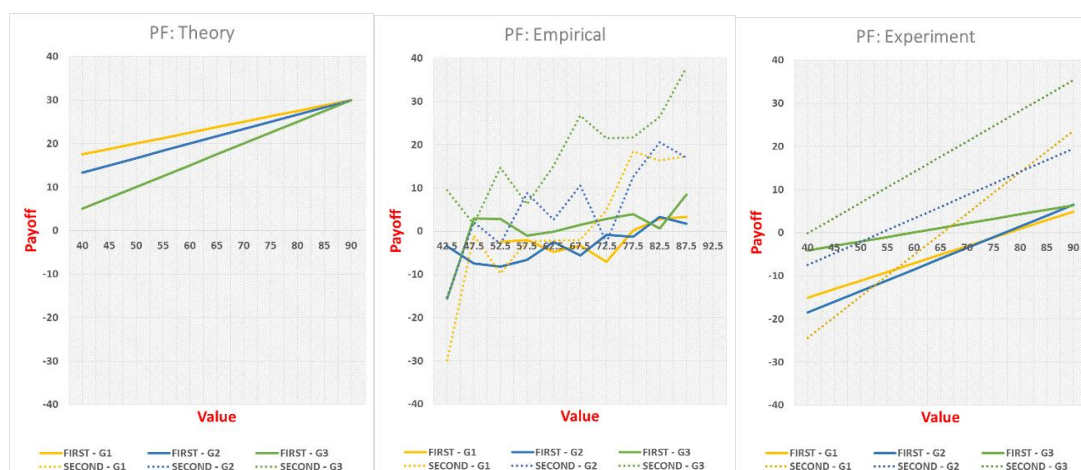 PF: Theory
40
30
20
10
0
-10
-20
-30
-40
40 45 50 55 60 65 70 75 80 85 90
Payoff
Value
FIRST - G1 FIRST - G2 FIRST - G3
SECOND - G1 SECOND - G2 SECOND - G3
PF: Empirical
40
30
20
10
0
-10
-20
-30
-40
42.5 47.5 52.5 57.5 62.5 67.5 72.5 77.5 82.5 87.5 92.5
Payoff
Value
FIRST - G1 FIRST - G2 FIRST - G3
SECOND - G1 SECOND - G2 SECOND - G3
PF: Experiment
40
30
20
10
0
-10
-20
-30
-40
40 45 50 55 60 65 70 75 80 85 90
Payoff
Value
FIRST - G1 FIRST - G2 FIRST - G3
SECOND - G1 SECOND - G2 SECOND - G3